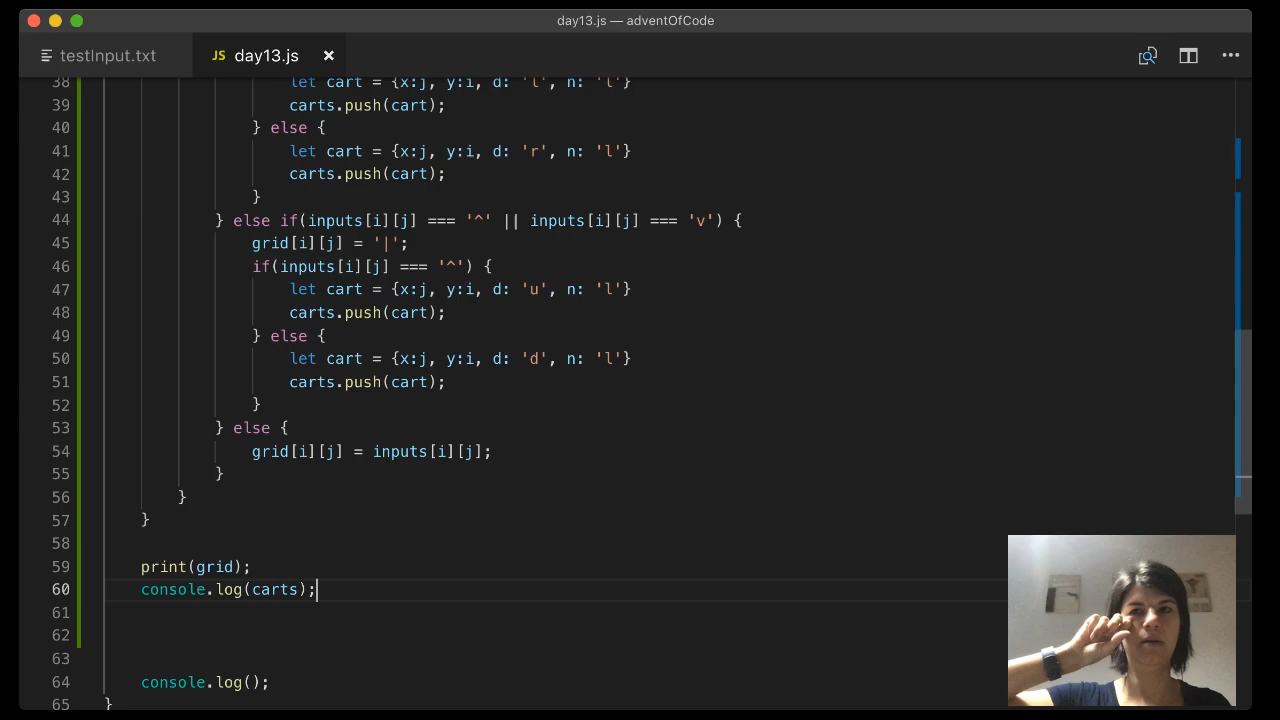 day13.js — adventOfCode
testInput.txt JS day13.js ×
38 let cart = {x:j, y:i, d: 'l', n: 'l'}
39 carts.push(cart);
40 } else {
41 let cart = {x:j, y:i, d: 'r', n: 'l'}
42 carts.push(cart);
43 }
44 } else if(inputs[i][j] === '^' || inputs[i][j] === 'v') {
45 grid[i][j] = '|';
46 if(inputs[i][j] === '^') {
47 let cart = {x:j, y:i, d: 'u', n: 'l'}
48 carts.push(cart);
49 } else {
50 let cart = {x:j, y:i, d: 'd', n: 'l'}
51 carts.push(cart);
52 }
53 } else {
54 grid[i][j] = inputs[i][j];
55 }
56 }
57 }
58
59 print(grid);
60 console.log(carts);
61
62
63
64 console.log();
65 }